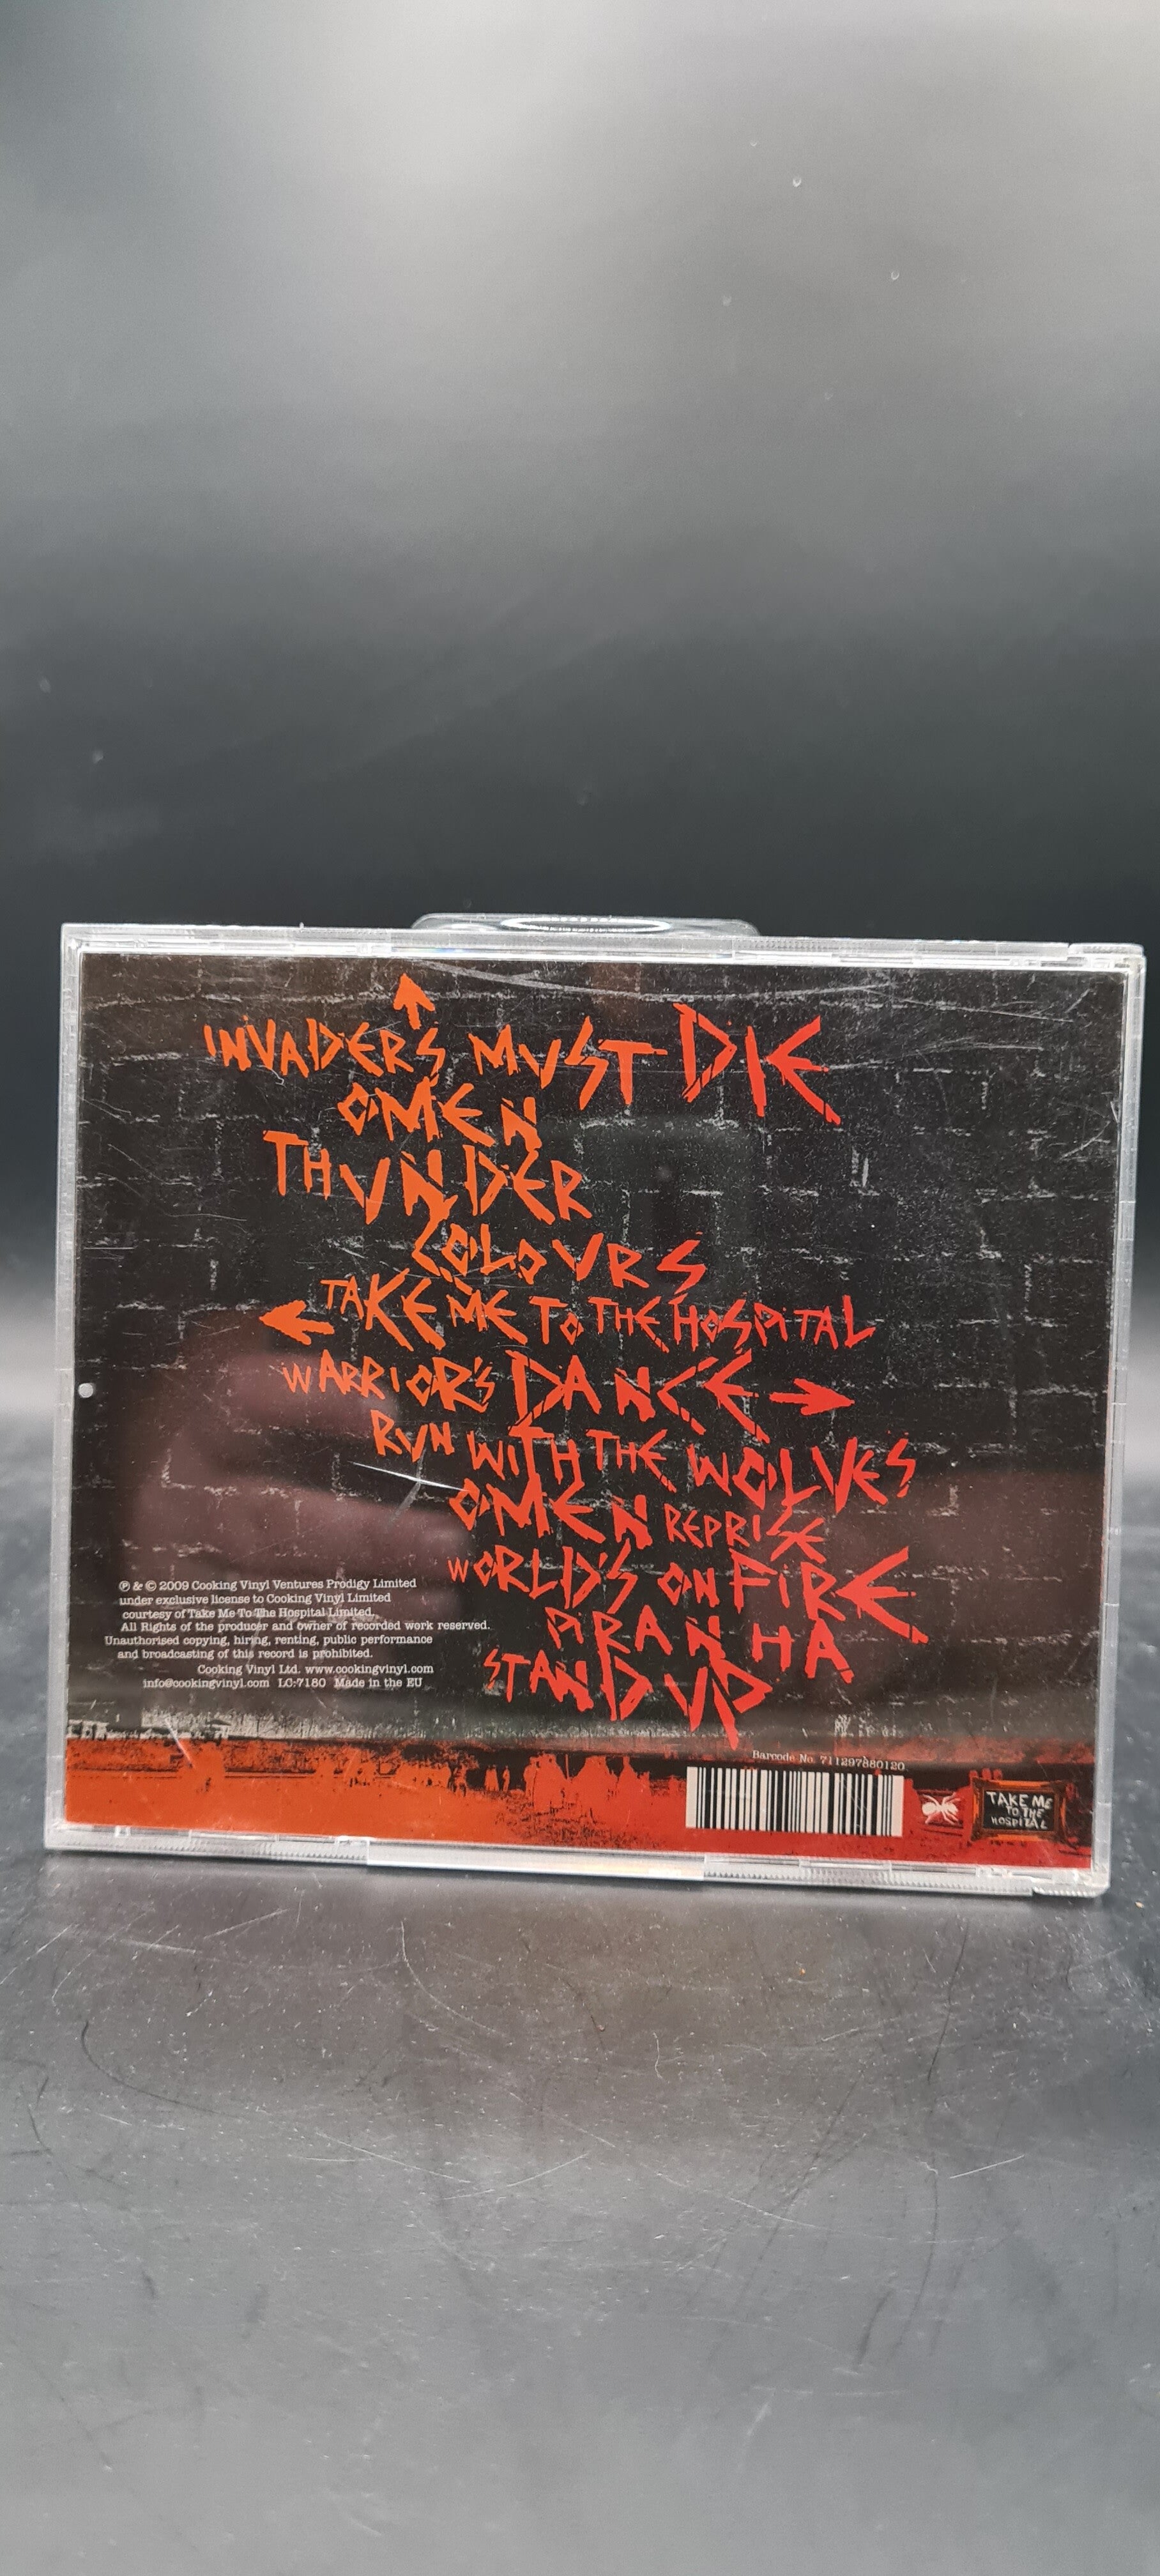 INVADERS MUST DIE
OMEN
THUNDER
COLOURS
TAKE ME TO THE HOSPITAL
WARRIOR'S DANCE
RUN WITH THE WOLVES
OMEN REPRISE
WORLD'S ON FIRE
PIRANHA
STAND UP
℗ & © 2009 Cooking Vinyl Ventures Prodigy Limited
under exclusive license to Cooking Vinyl Limited
courtesy of Take Me To The Hospital Limited.
All Rights of the producer and owner of recorded work reserved.
Unauthorised copying, hiring, renting, public performance
and broadcasting of this record is prohibited.
Cooking Vinyl Ltd. www.cookingvinyl.com
info@cookingvinyl.com LC:7180 Made in the EU
Barcode No. 711297880120
TAKE ME
TO THE
HOSPITAL